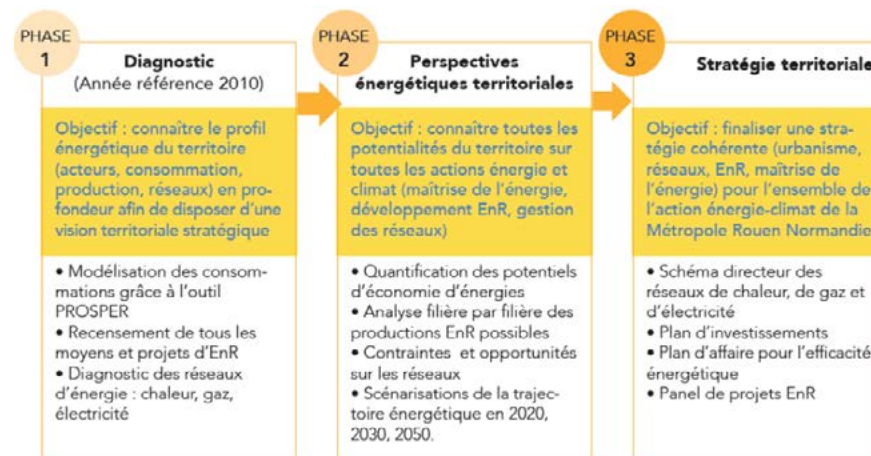 PHASE
1
Diagnostic
(Année référence 2010)
Objectif : connaître le profil
énergétique du territoire
(acteurs, consommation,
production, réseaux) en pro-
fondeur afin de disposer d'une
vision territoriale stratégique
• Modélisation des consom-
mations grâce à l'outil
PROSPER
• Recensement de tous les
moyens et projets d'EnR
• Diagnostic des réseaux
d'énergie : chaleur, gaz,
électricité
PHASE
2
Perspectives
énergétiques territoriales
Objectif : connaître toutes les
potentialités du territoire sur
toutes les actions énergie et
climat (maîtrise de l'énergie,
développement EnR, gestion
des réseaux)
• Quantification des potentiels
d'économie d'énergies
• Analyse filière par filière des
productions EnR possibles
• Contraintes et opportunités
sur les réseaux
• Scénarisations de la trajec-
toire énergétique en 2020,
2030, 2050.
PHASE
3
Stratégie territoriale
Objectif : finaliser une stra-
tégie cohérente (urbanisme,
réseaux, EnR, maîtrise de
l'énergie) pour l'ensemble de
l'action énergie-climat de la
Métropole Rouen Normandie
• Schéma directeur des
réseaux de chaleur, de gaz et
d'électricité
• Plan d'investissements
• Plan d'affaire pour l'efficacité
énergétique
• Panel de projets EnR